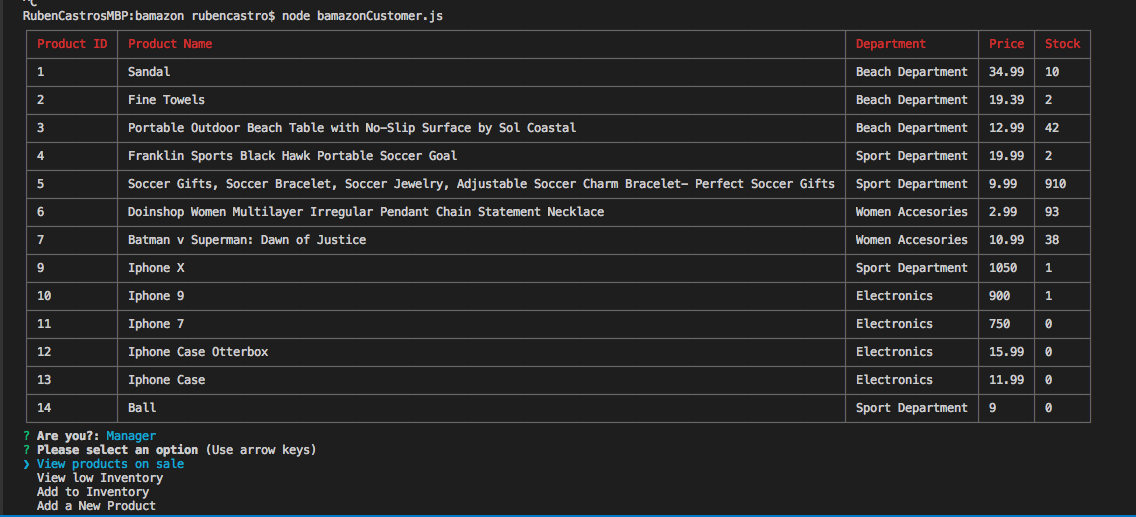 ^C
RubenCastrosMBP:bamazon rubencastro$ node bamazonCustomer.js
Product ID Product Name Department Price Stock
1 Sandal Beach Department 34.99 10
2 Fine Towels Beach Department 19.39 2
3 Portable Outdoor Beach Table with No-Slip Surface by Sol Coastal Beach Department 12.99 42
4 Franklin Sports Black Hawk Portable Soccer Goal Sport Department 19.99 2
5 Soccer Gifts, Soccer Bracelet, Soccer Jewelry, Adjustable Soccer Charm Bracelet- Perfect Soccer Gifts Sport Department 9.99 910
6 Doinshop Women Multilayer Irregular Pendant Chain Statement Necklace Women Accesories 2.99 93
7 Batman v Superman: Dawn of Justice Women Accesories 10.99 38
9 Iphone X Sport Department 1050 1
10 Iphone 9 Electronics 900 1
11 Iphone 7 Electronics 750 0
12 Iphone Case Otterbox Electronics 15.99 0
13 Iphone Case Electronics 11.99 0
14 Ball Sport Department 9 0
? Are you?: Manager
? Please select an option (Use arrow keys)
❯ View products on sale
View low Inventory
Add to Inventory
Add a New Product